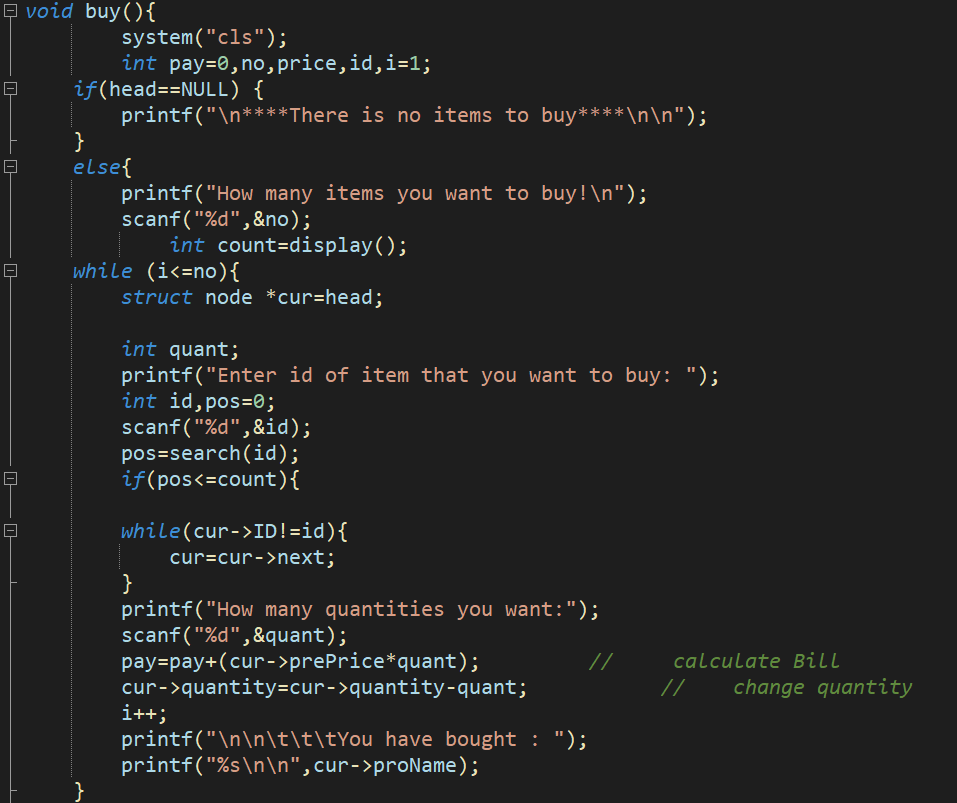 void buy(){
        system("cls");
        int pay=0,no,price,id,i=1;
    if(head==NULL) {
        printf("\n****There is no items to buy****\n\n");
    }
    else{
        printf("How many items you want to buy!\n");
        scanf("%d",&no);
            int count=display();
    while (i<=no){
        struct node *cur=head;

        int quant;
        printf("Enter id of item that you want to buy: ");
        int id,pos=0;
        scanf("%d",&id);
        pos=search(id);
        if(pos<=count){

        while(cur->ID!=id){
            cur=cur->next;
        }
        printf("How many quantities you want:");
        scanf("%d",&quant);
        pay=pay+(cur->prePrice*quant);         //     calculate Bill
        cur->quantity=cur->quantity-quant;           //    change quantity
        i++;
        printf("\n\n\t\t\tYou have bought : ");
        printf("%s\n\n",cur->proName);
    }